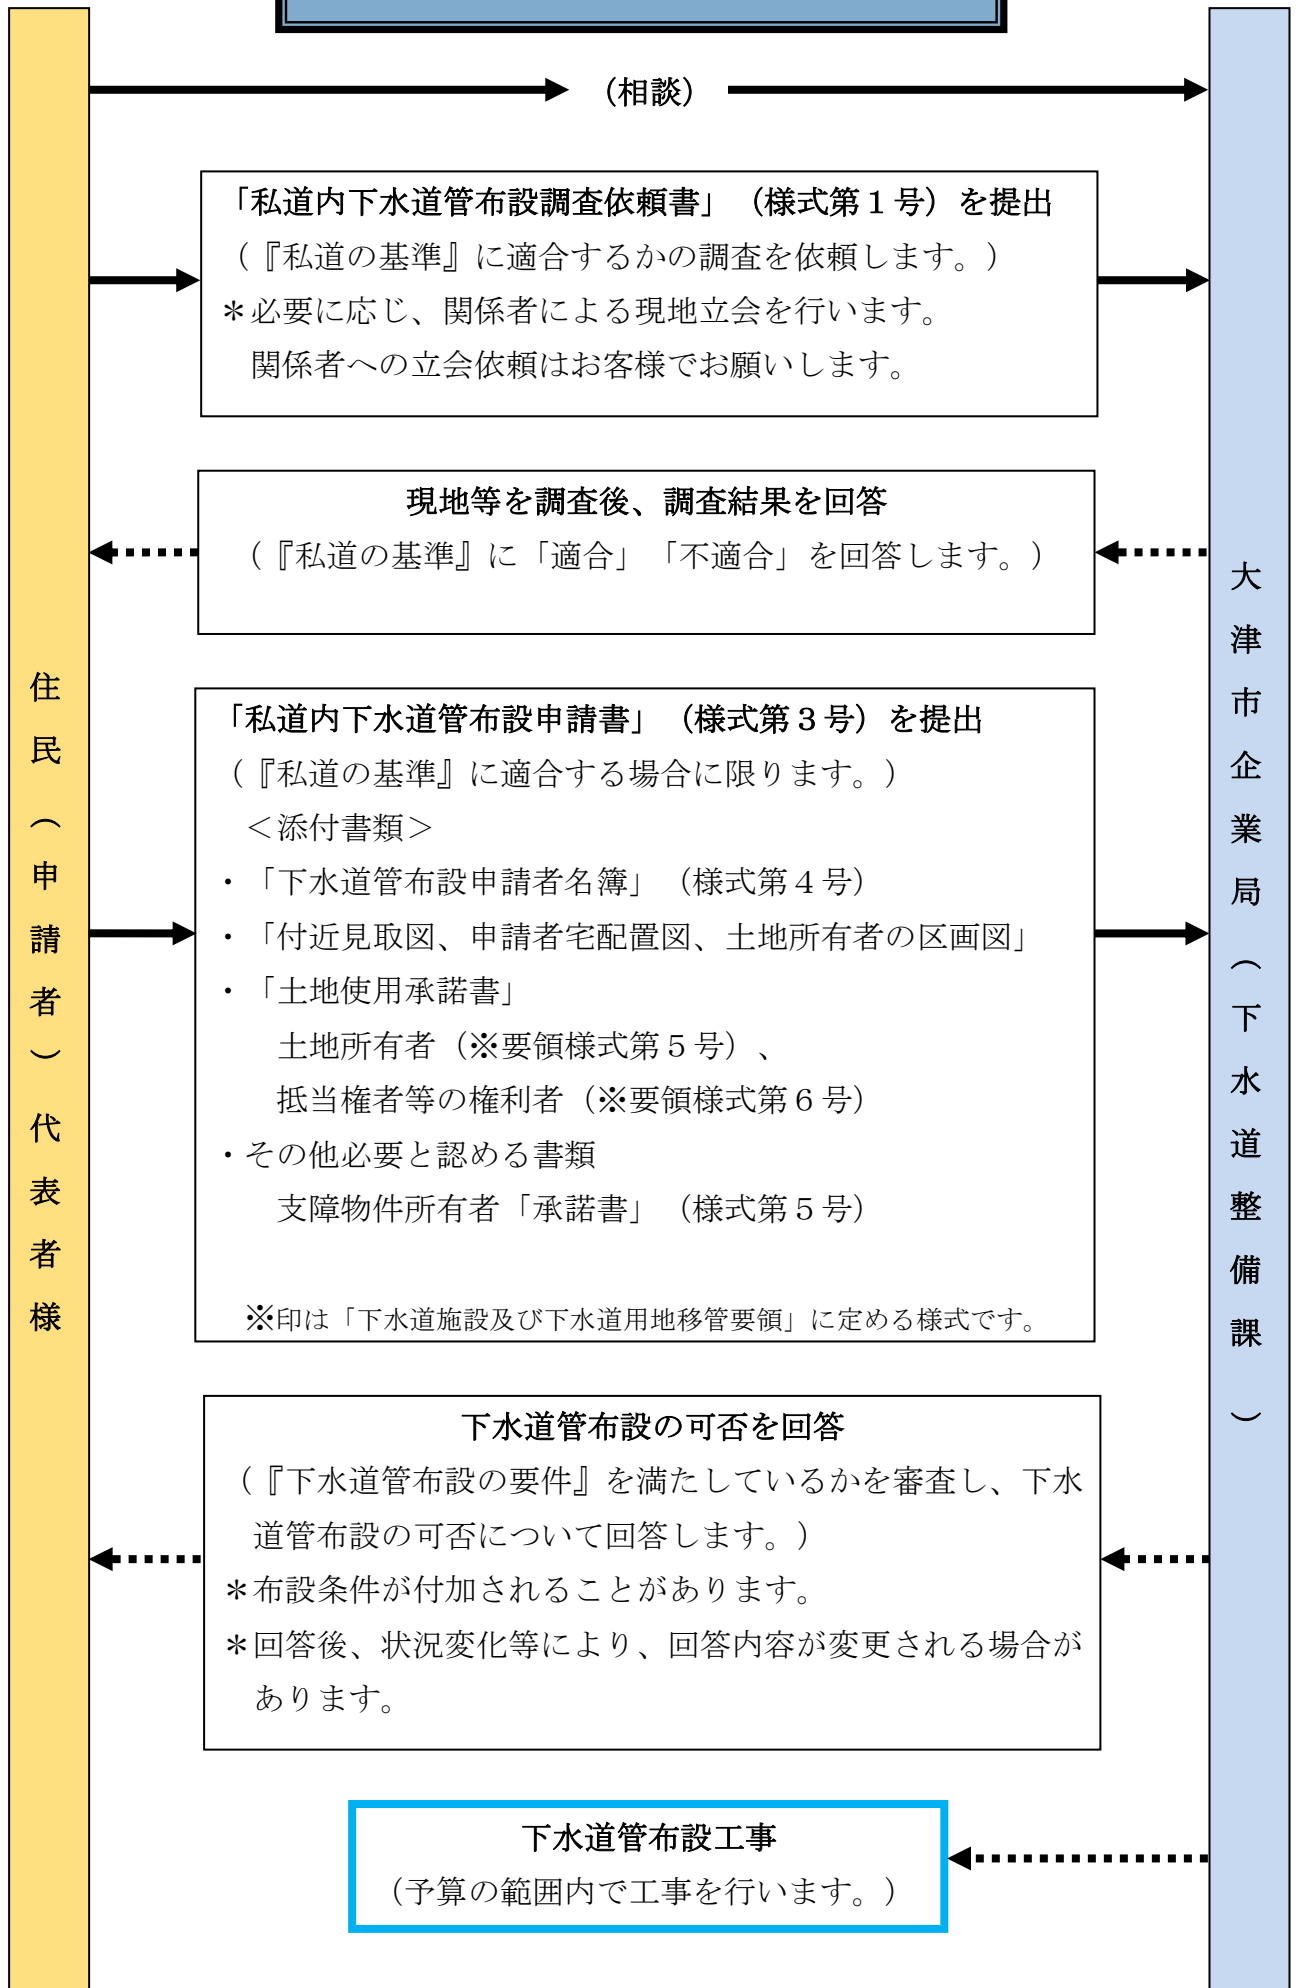 （相談）
「私道内下水道管布設調査依頼書」（様式第１号）を提出
（『私道の基準』に適合するかの調査を依頼します。）
＊必要に応じ、関係者による現地立会を行います。
関係者への立会依頼はお客様でお願いします。
現地等を調査後、調査結果を回答
（『私道の基準』に「適合」「不適合」を回答します。）
「私道内下水道管布設申請書」（様式第３号）を提出
（『私道の基準』に適合する場合に限ります。）
＜添付書類＞
・「下水道管布設申請者名簿」（様式第４号）
・「付近見取図、申請者宅配置図、土地所有者の区画図」
・「土地使用承諾書」
土地所有者（※要領様式第５号）、
抵当権者等の権利者（※要領様式第６号）
・その他必要と認める書類
支障物件所有者「承諾書」（様式第５号）
※印は「下水道施設及び下水道用地移管要領」に定める様式です。
下水道管布設の可否を回答
（『下水道管布設の要件』を満たしているかを審査し、下水
道管布設の可否について回答します。）
＊布設条件が付加されることがあります。
＊回答後、状況変化等により、回答内容が変更される場合が
あります。
下水道管布設工事
（予算の範囲内で工事を行います。）
住民（申請者）代表者様
大津市企業局（下水道整備課）